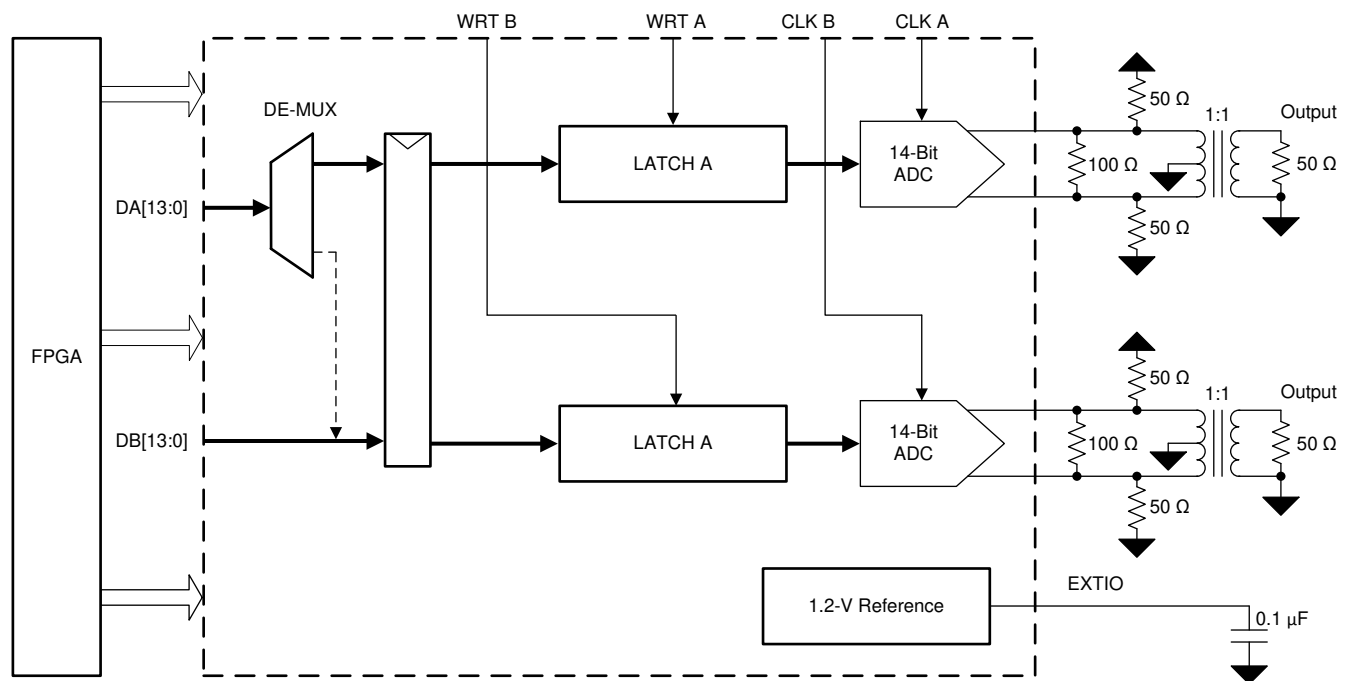 WRT B
WRT A
CLK B
CLK A
DE-MUX
50 Ω
1:1
Output
LATCH A
14-Bit
ADC
100 Ω
50 Ω
DA[13:0]
50 Ω
FPGA
50 Ω
1:1
Output
DB[13:0]
LATCH A
14-Bit
ADC
100 Ω
50 Ω
50 Ω
1.2-V Reference
EXTIO
0.1 µF